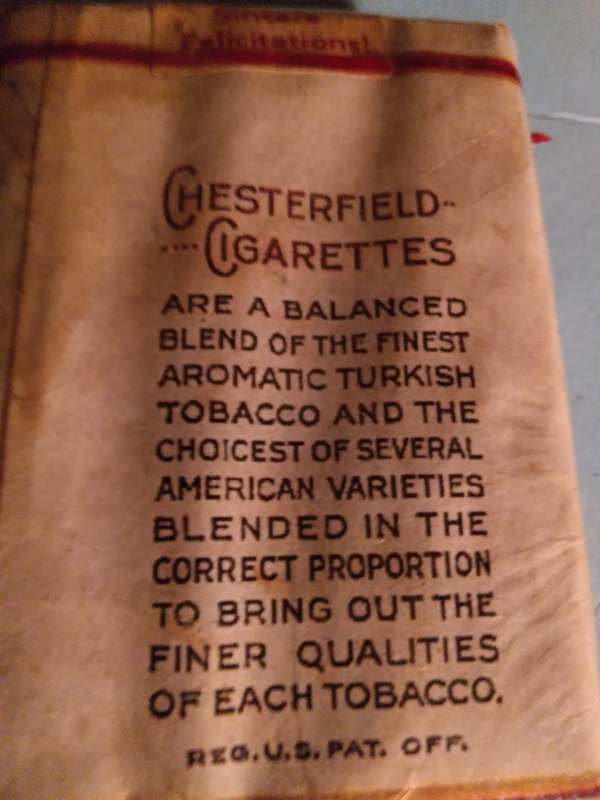 Sincere
Felicitations!
CHESTERFIELD--
....CIGARETTES
ARE A BALANCED
BLEND OF THE FINEST
AROMATIC TURKISH
TOBACCO AND THE
CHOICEST OF SEVERAL
AMERICAN VARIETIES
BLENDED IN THE
CORRECT PROPORTION
TO BRING OUT THE
FINER QUALITIES
OF EACH TOBACCO.
REG. U.S. PAT. OFF.